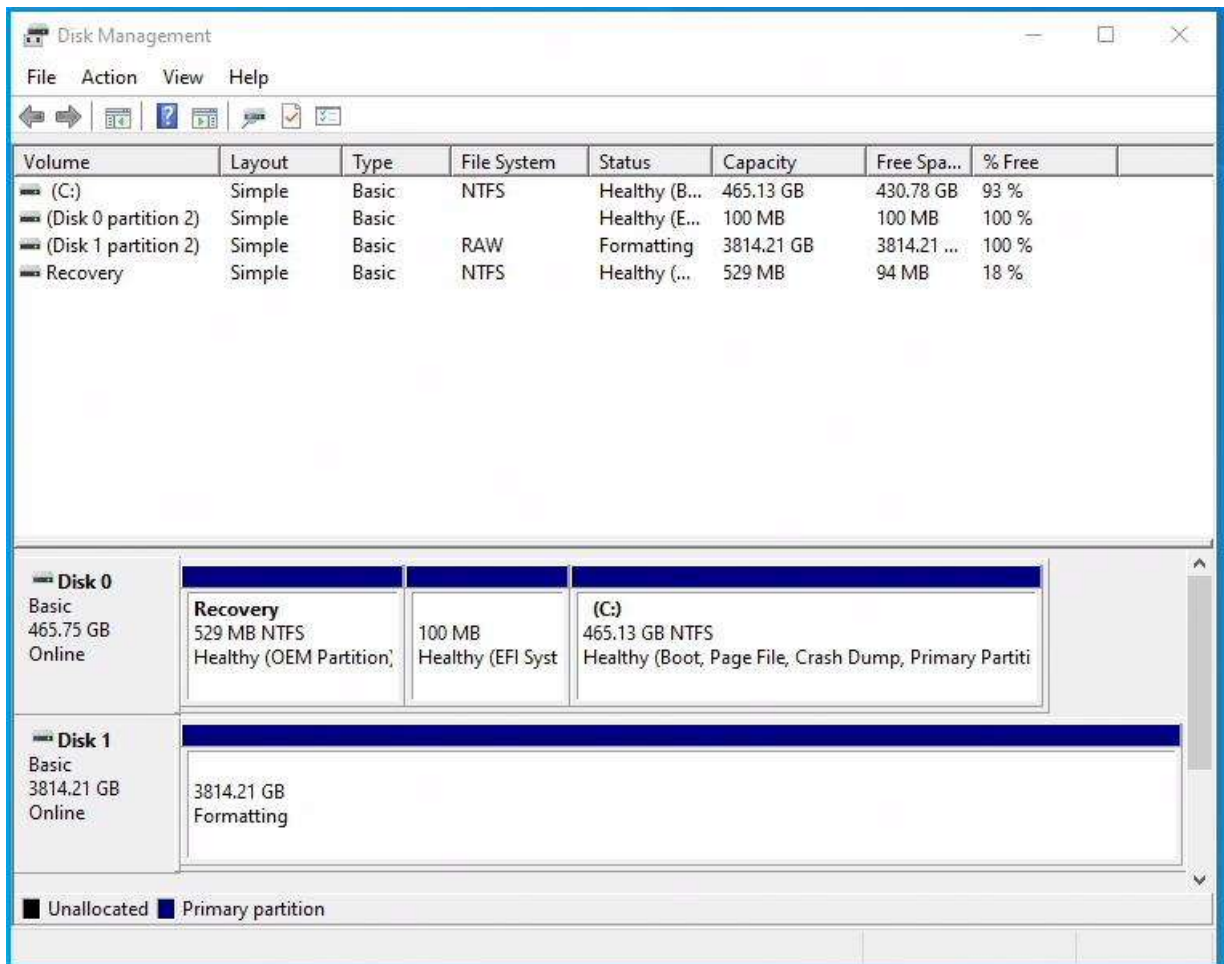 Disk Management
File Action View Help
Volume Layout Type File System Status Capacity Free Spa... % Free
(C:) Simple Basic NTFS Healthy (B... 465.13 GB 430.78 GB 93 %
(Disk 0 partition 2) Simple Basic Healthy (E... 100 MB 100 MB 100 %
(Disk 1 partition 2) Simple Basic RAW Formatting 3814.21 GB 3814.21 ... 100 %
Recovery Simple Basic NTFS Healthy (... 529 MB 94 MB 18 %
Disk 0
Basic
465.75 GB
Online
Recovery
529 MB NTFS
Healthy (OEM Partition)
100 MB
Healthy (EFI Syst
(C:)
465.13 GB NTFS
Healthy (Boot, Page File, Crash Dump, Primary Partiti
Disk 1
Basic
3814.21 GB
Online
3814.21 GB
Formatting
Unallocated Primary partition